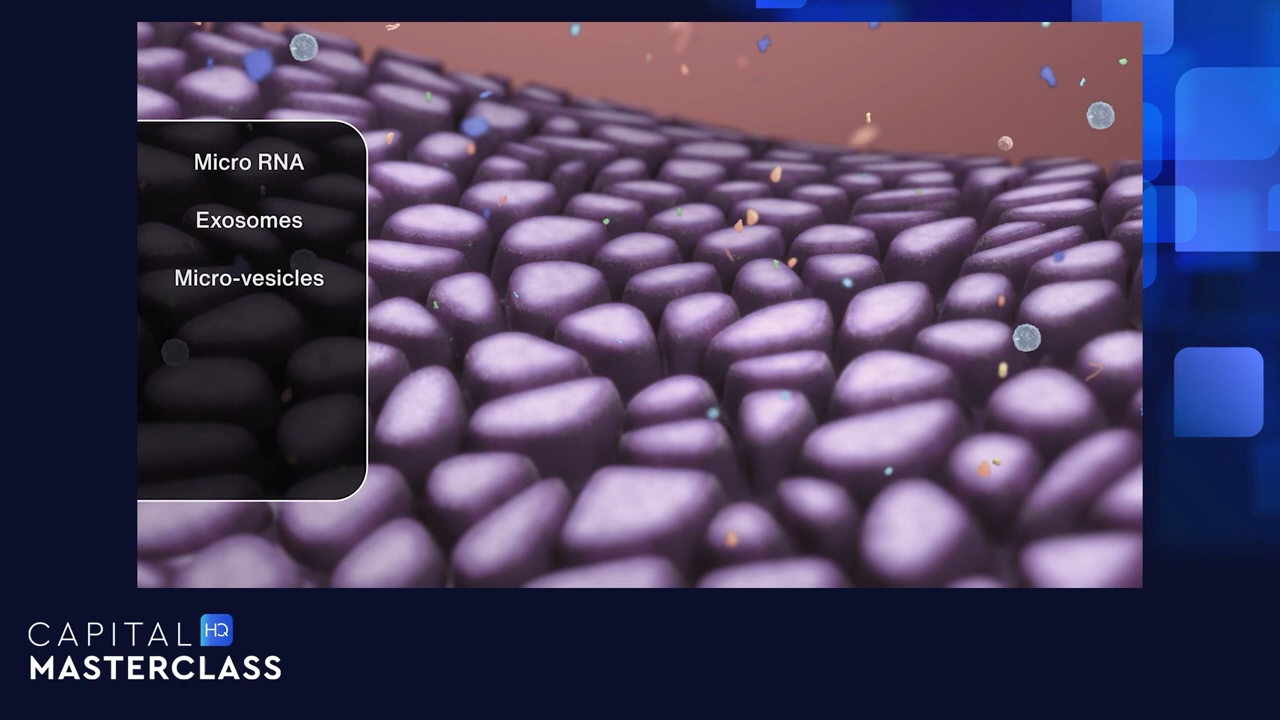 Micro RNA
Exosomes
Micro-vesicles
CAPITAL HQ
MASTERCLASS